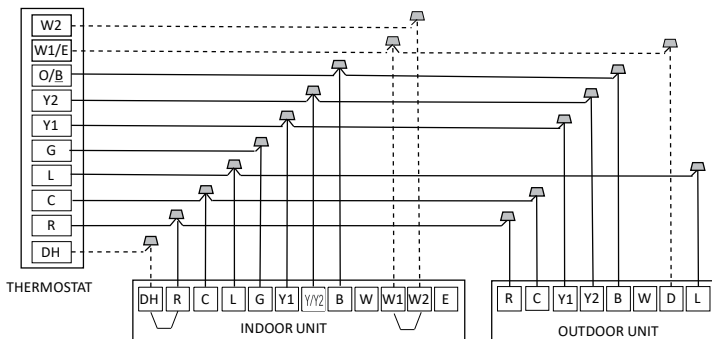 W2
W1/E
O/B
Y2
Y1
G
L
C
R
DH
THERMOSTAT
DH R C L G Y1 Y/Y2 B W W1 W2 E
INDOOR UNIT
R C Y1 Y2 B W D L
OUTDOOR UNIT